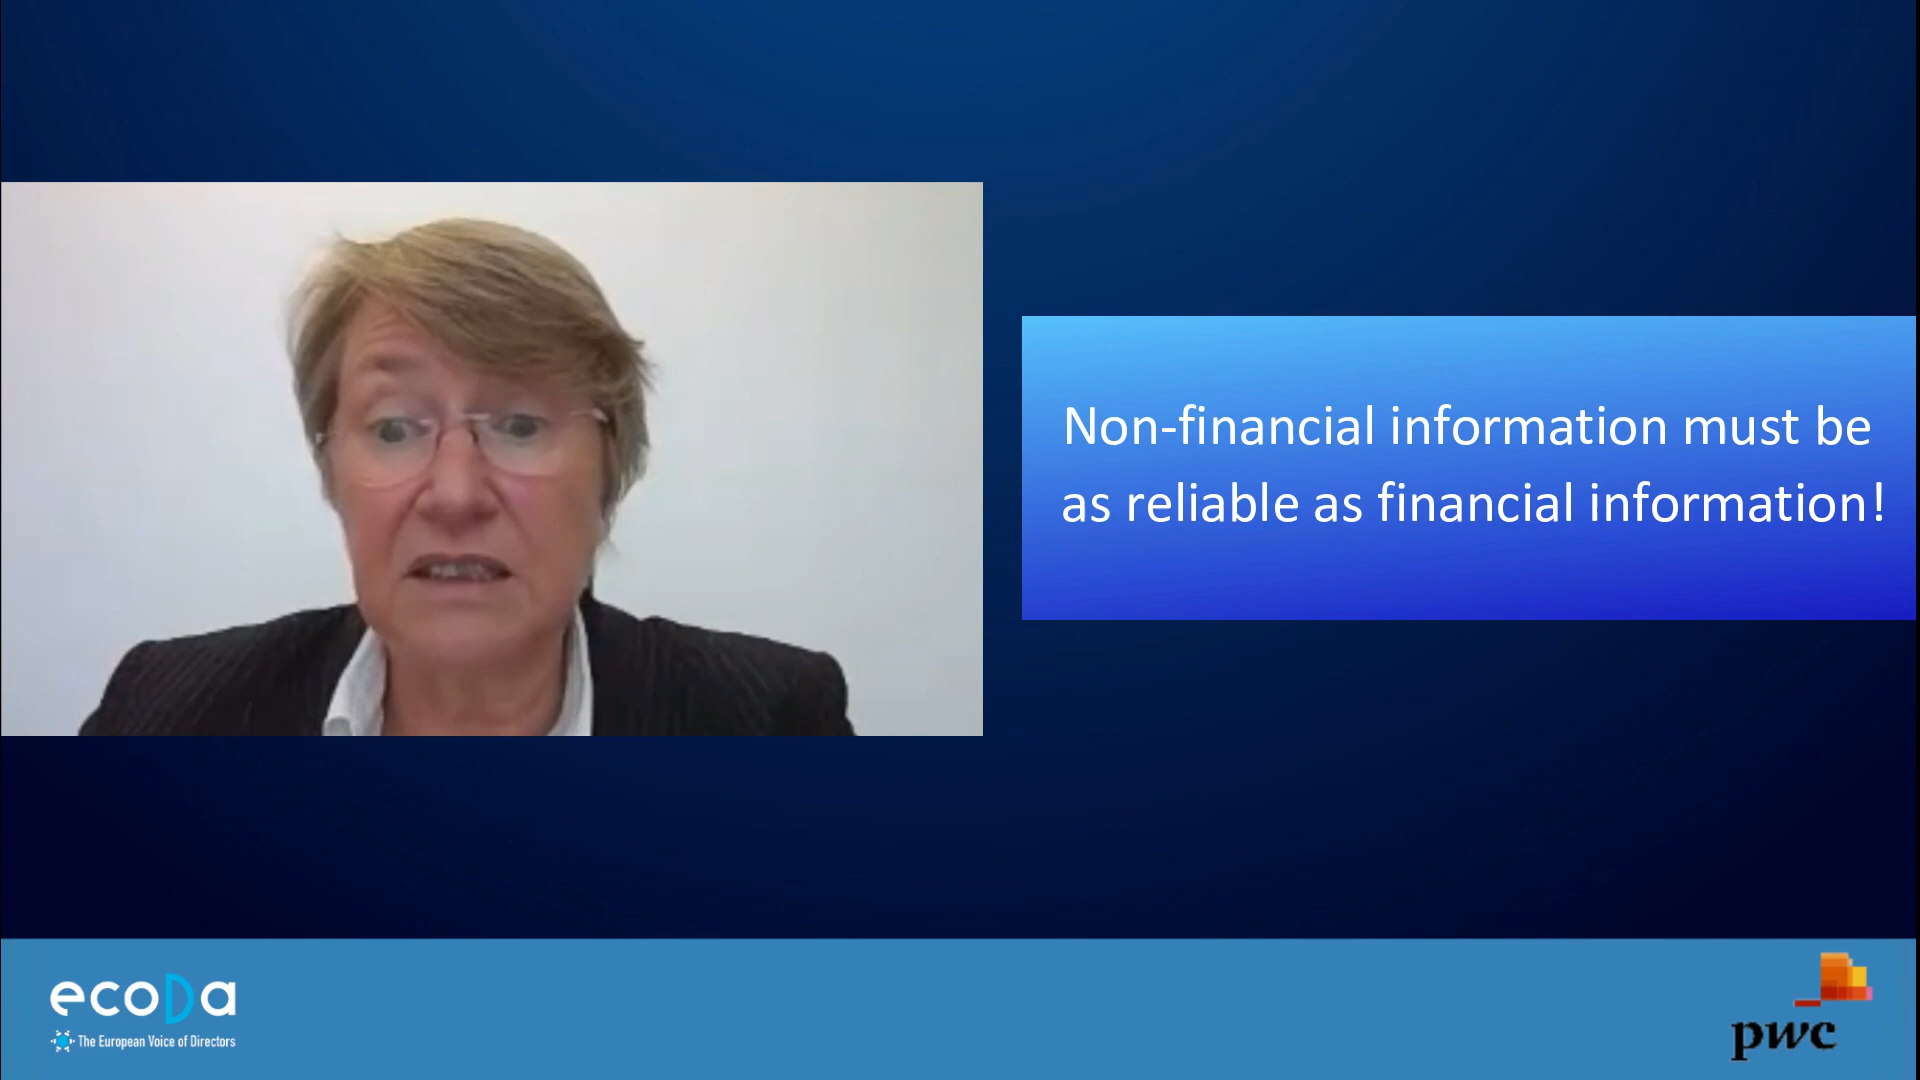 Non-financial information must be
as reliable as financial information!
ecoDa
The European Voice of Directors
pwc